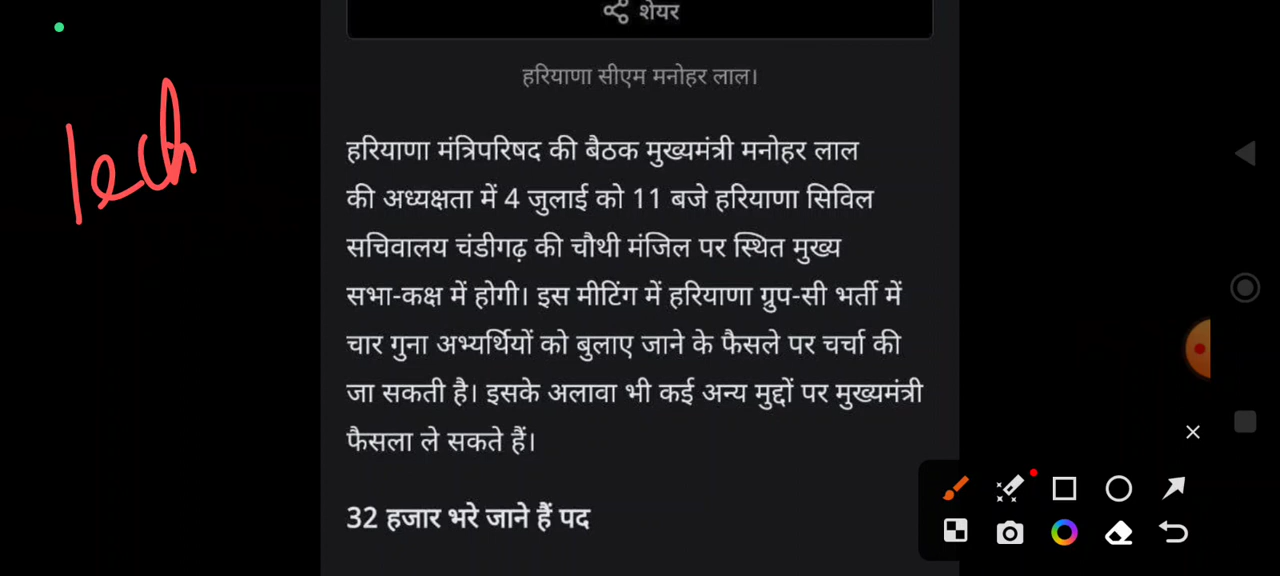 शेयर
हरियाणा सीएम मनोहर लाल।
Tech
हरियाणा मंत्रिपरिषद की बैठक मुख्यमंत्री मनोहर लाल
की अध्यक्षता में 4 जुलाई को 11 बजे हरियाणा सिविल
सचिवालय चंडीगढ़ की चौथी मंजिल पर स्थित मुख्य
सभा-कक्ष में होगी। इस मीटिंग में हरियाणा ग्रुप-सी भर्ती में
चार गुना अभ्यर्थियों को बुलाए जाने के फैसले पर चर्चा की
जा सकती है। इसके अलावा भी कई अन्य मुद्दों पर मुख्यमंत्री
फैसला ले सकते हैं।
32 हजार भरे जाने हैं पद